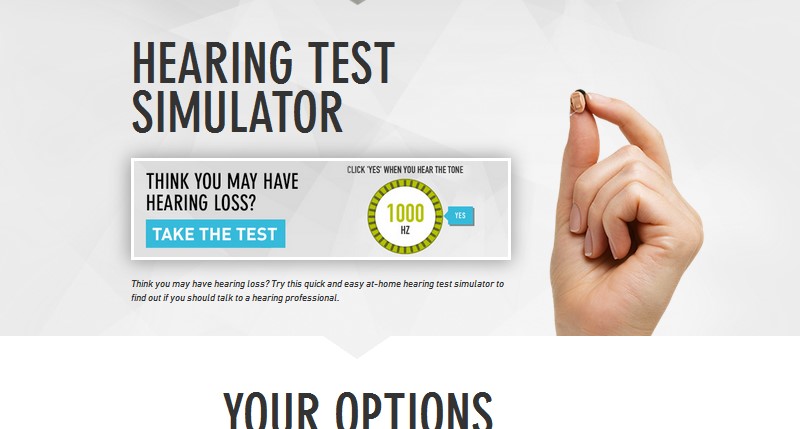 HEARING TEST
SIMULATOR
THINK YOU MAY HAVE
HEARING LOSS?
TAKE THE TEST
CLICK 'YES' WHEN YOU HEAR THE TONE
1000
HZ
YES
Think you may have hearing loss? Try this quick and easy at-home hearing test simulator to
find out if you should talk to a hearing professional.
YOUR OPTIONS